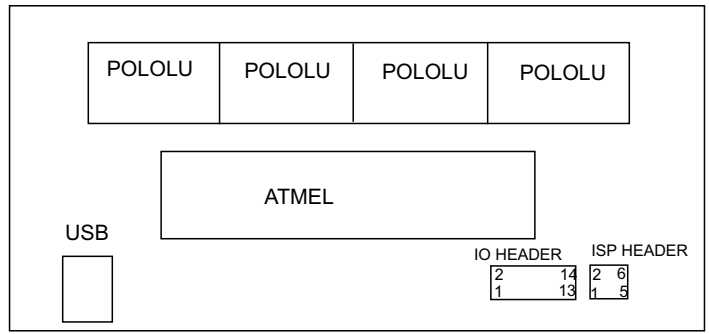 POLOLU POLOLU POLOLU POLOLU
ATMEL
USB
IO HEADER ISP HEADER
2 14 2 6
1 13 1 5